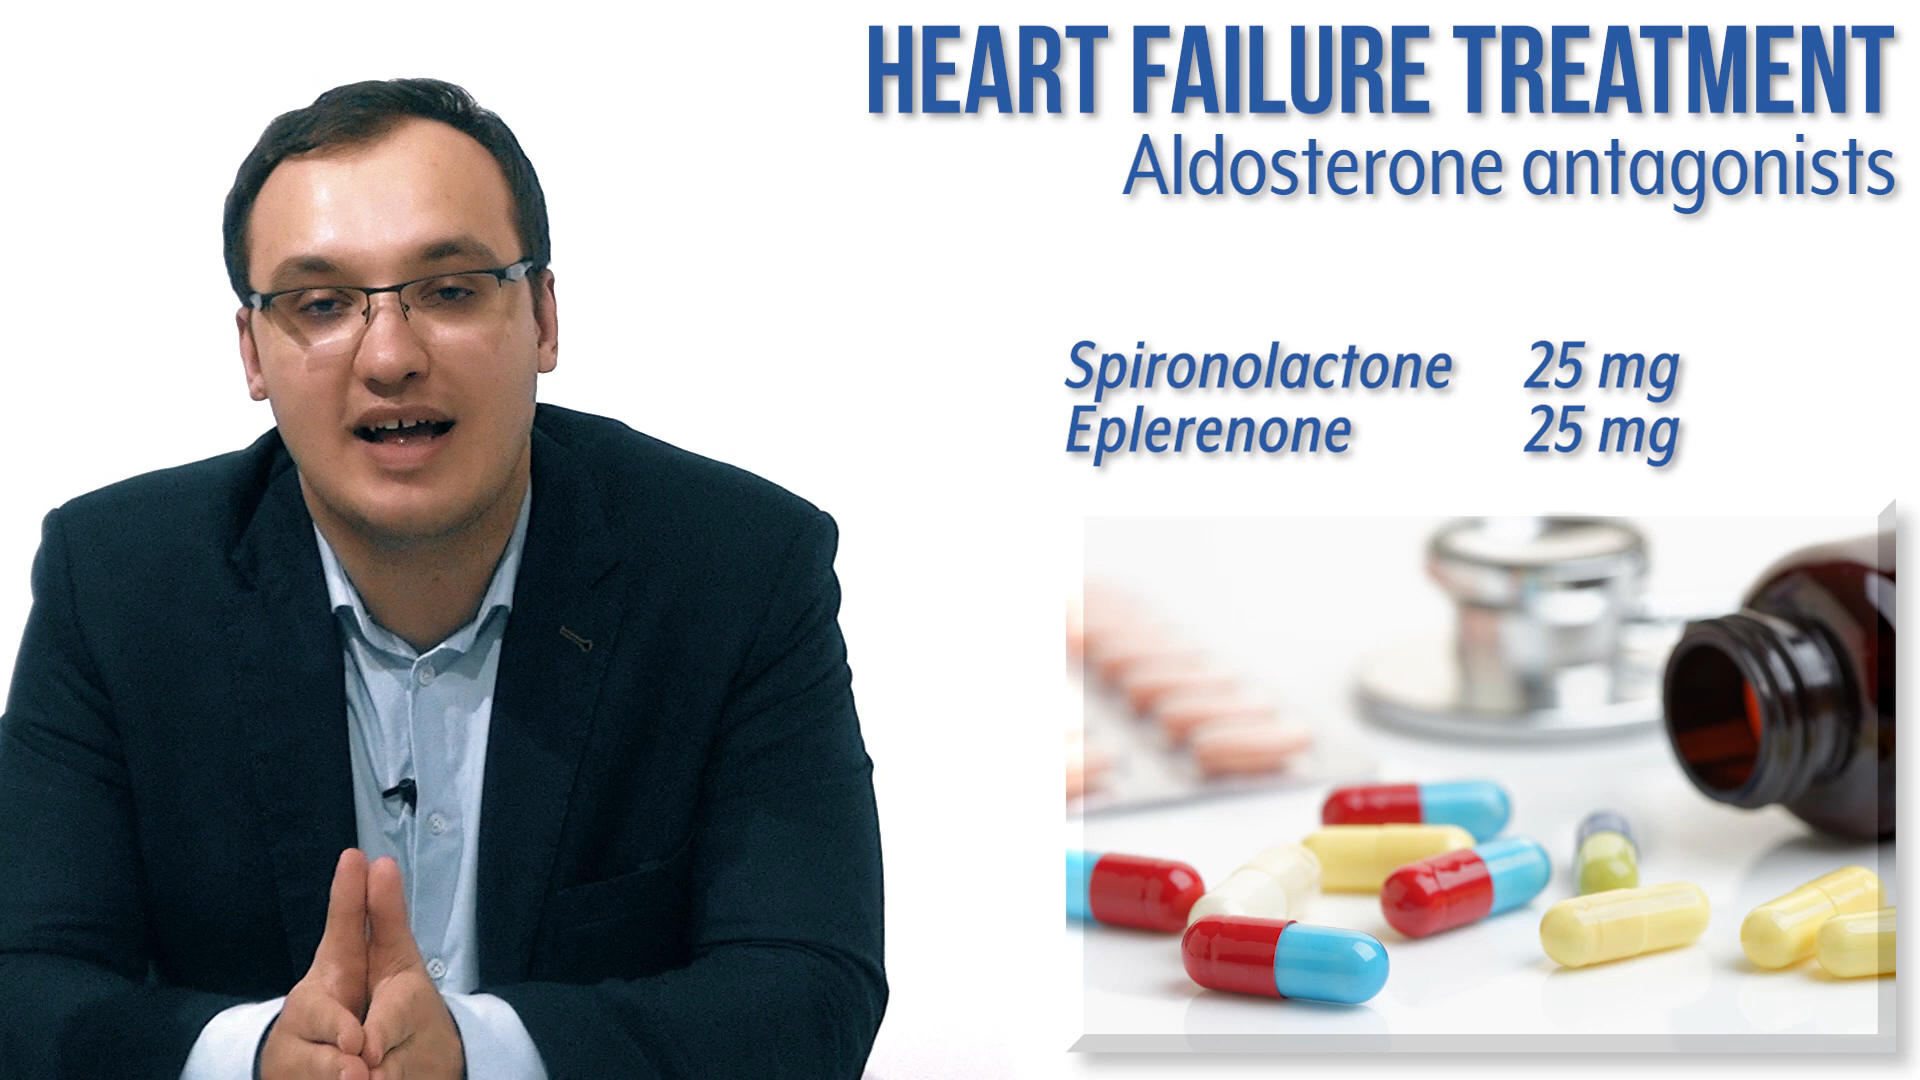 HEART FAILURE TREATMENT
Aldosterone antagonists
Spironolactone 25 mg
Eplerenone 25 mg